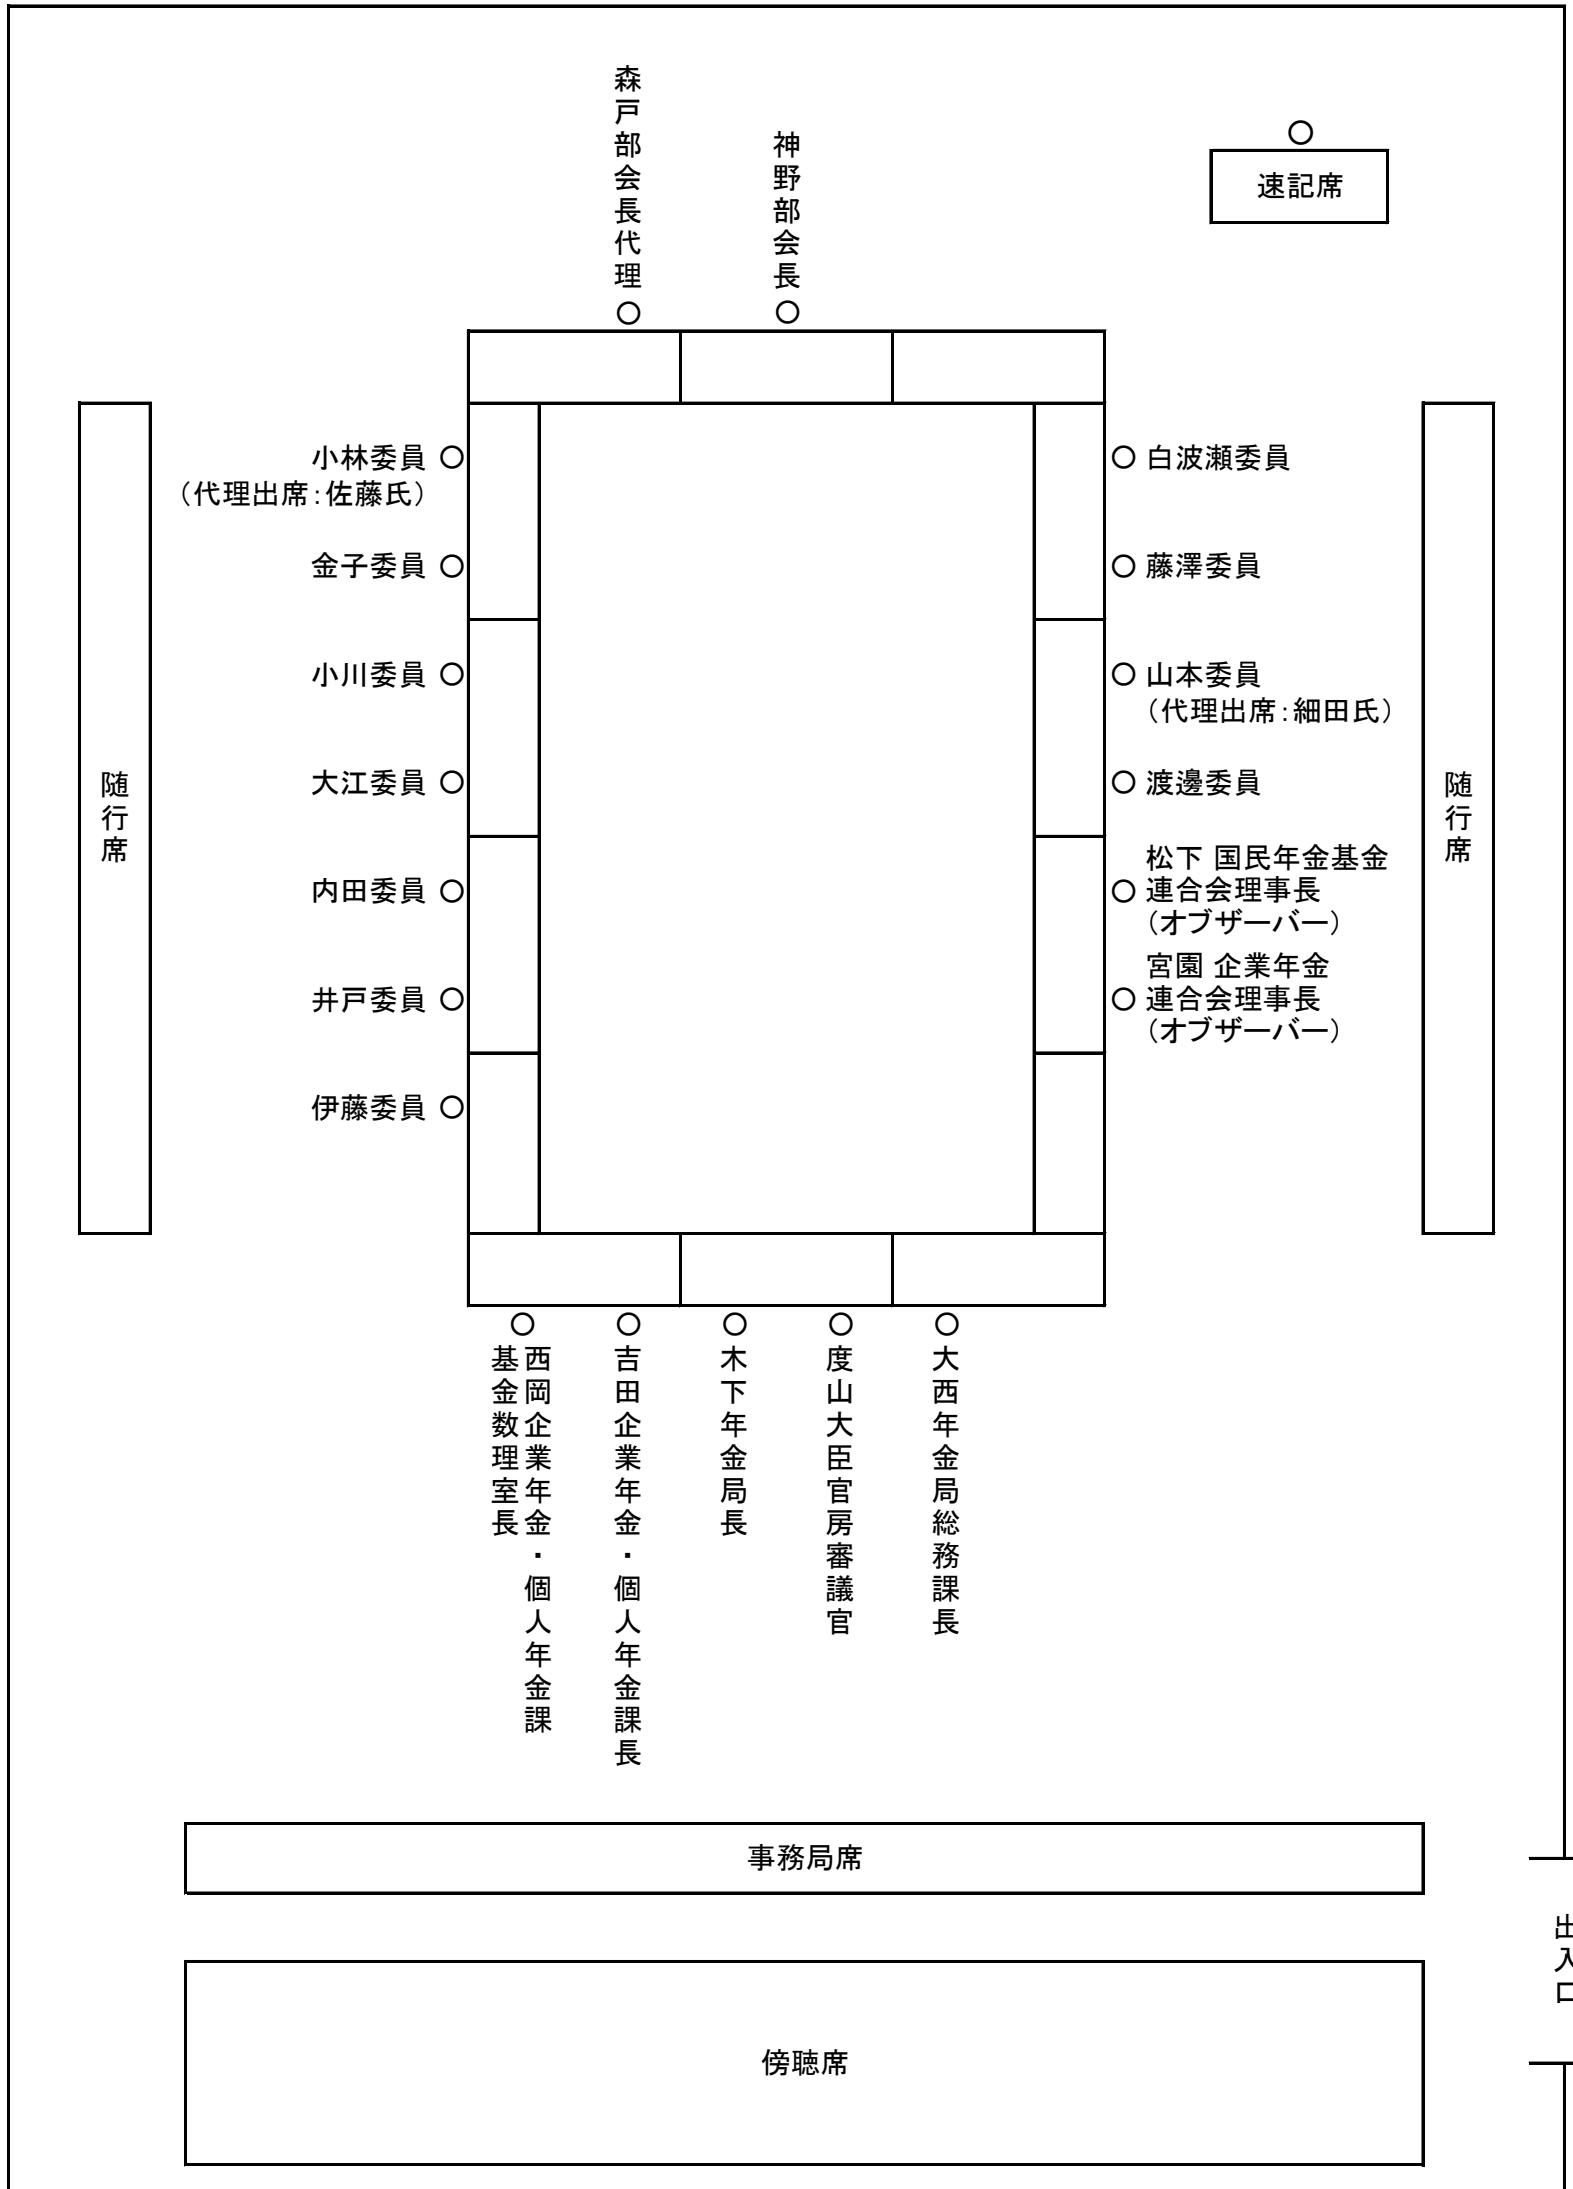 森戸部会長代理
神野部会長
速記席
小林委員
（代理出席：佐藤氏）
金子委員
小川委員
大江委員
内田委員
井戸委員
伊藤委員
白波瀬委員
藤澤委員
山本委員
（代理出席：細田氏）
渡邊委員
松下 国民年金基金
連合会理事長
（オブザーバー）
宮園 企業年金
連合会理事長
（オブザーバー）
随行席
随行席
西岡企業年金・個人年金課
基金数理室長
吉田企業年金・個人年金課長
木下年金局長
度山大臣官房審議官
大西年金局総務課長
事務局席
出入口
傍聴席